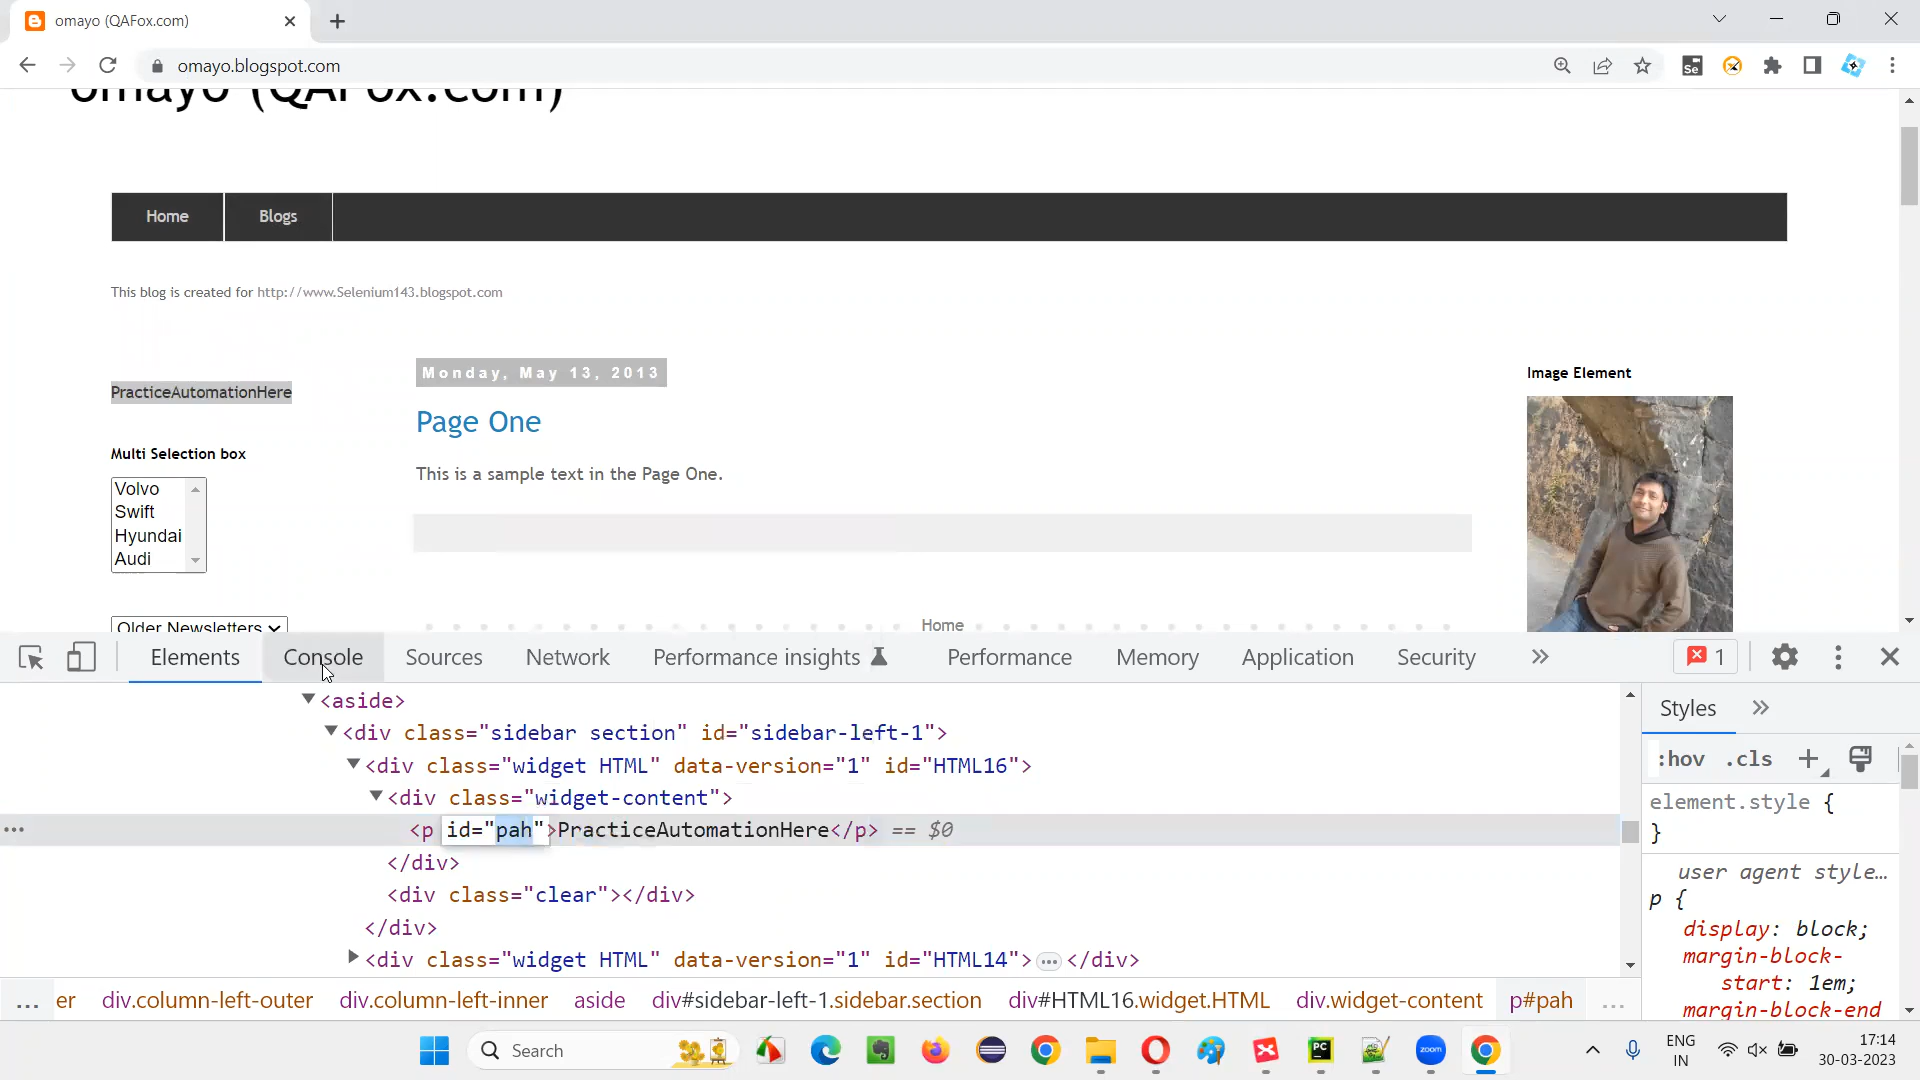 omayo (QAFox.com)
omayo.blogspot.com
omayo (QAFox.com)
Home
Blogs
This blog is created for http://www.Selenium143.blogspot.com
PracticeAutomationHere
Multi Selection box
Volvo
Swift
Hyundai
Audi
Older Newsletters
Monday, May 13, 2013
Page One
This is a sample text in the Page One.
Home
Image Element
Elements
Console
Sources
Network
Performance insights
Performance
Memory
Application
Security
1
<aside>
<div class="sidebar section" id="sidebar-left-1">
<div class="widget HTML" data-version="1" id="HTML16">
<div class="widget-content">
<p id="pah">PracticeAutomationHere</p> == $0
</div>
<div class="clear"></div>
</div>
<div class="widget HTML" data-version="1" id="HTML14">…</div>
... er div.column-left-outer div.column-left-inner aside div#sidebar-left-1.sidebar.section div#HTML16.widget.HTML div.widget-content p#pah ...
Styles
:hov .cls
element.style {
}
user agent style…
p {
display: block;
margin-block-
start: 1em;
margin-block-end
Search
Se
PC
zoom
ENG
IN
17:14
30-03-2023